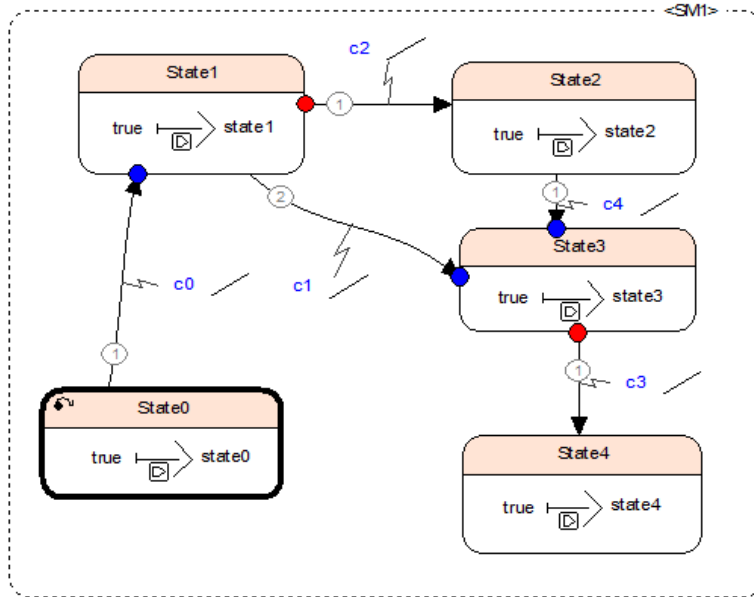 <SM1>
State1
true state1
c2
1
State2
true state2
2
1
c4
c0
c1
State3
true state3
1
State0
true state0
1
c3
State4
true state4